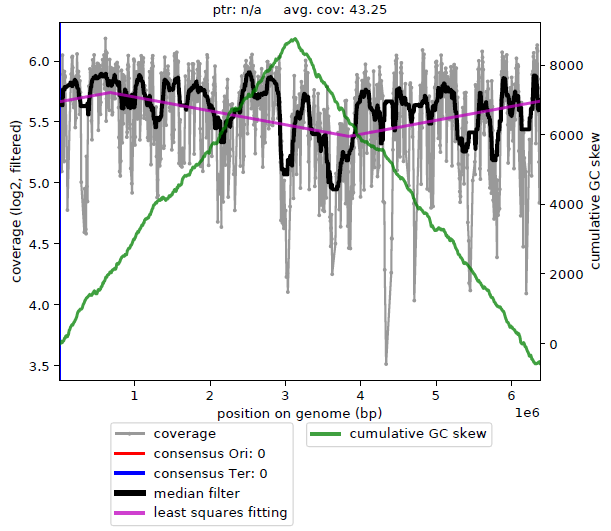 ptr: n/a     avg. cov: 43.25
6.0
5.5
5.0
4.5
4.0
3.5
coverage (log2, filtered)
8000
6000
4000
2000
0
cumulative GC skew
1 2 3 4 5 6
1e6
position on genome (bp)
coverage
consensus Ori: 0
consensus Ter: 0
median filter
least squares fitting
cumulative GC skew